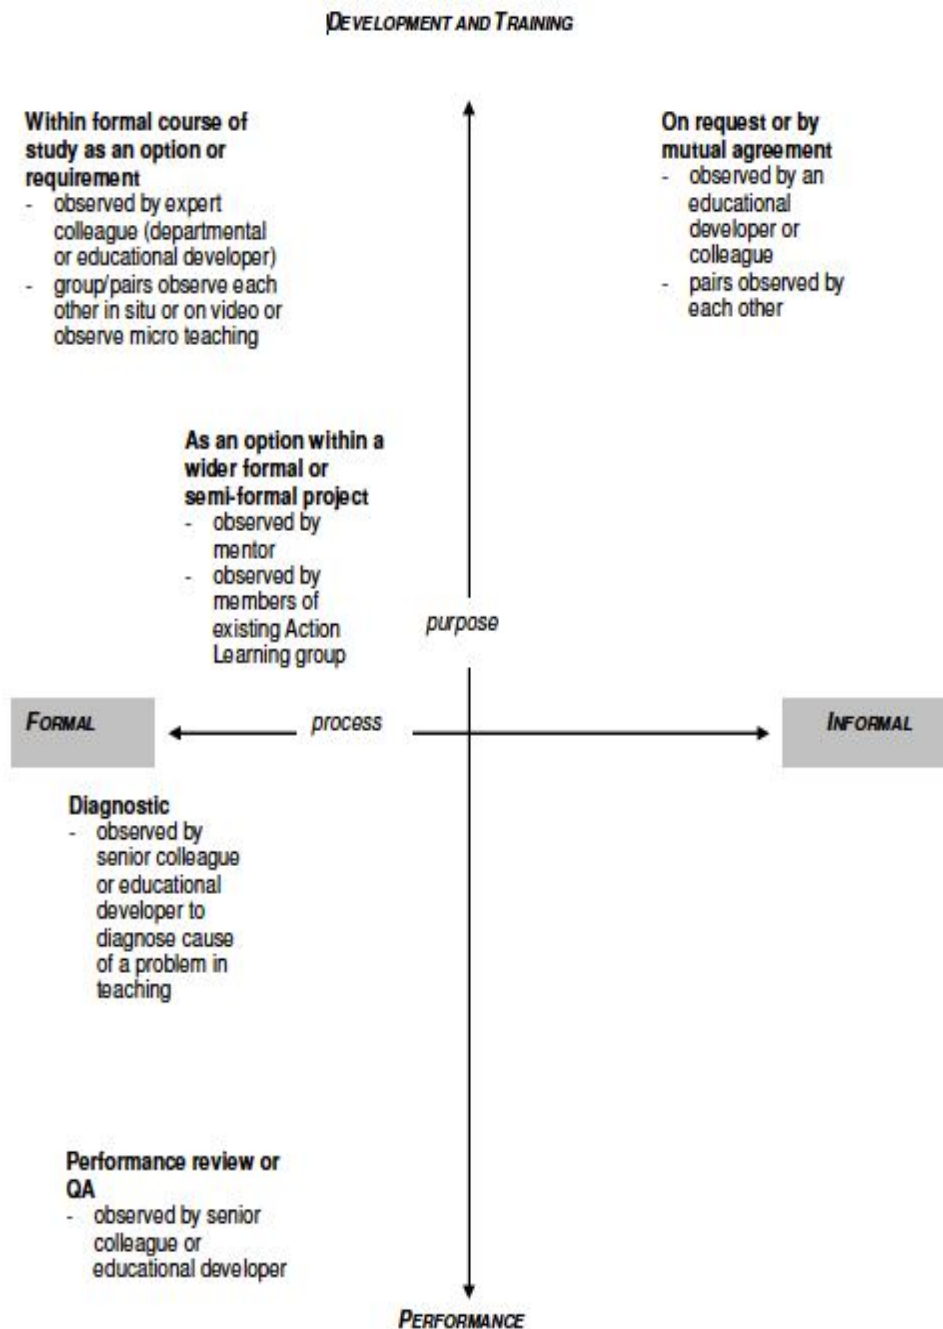 DEVELOPMENT AND TRAINING
Within formal course of
study as an option or
requirement
- observed by expert
colleague (departmental
or educational developer)
- group/pairs observe each
other in situ or on video or
observe micro teaching
On request or by
mutual agreement
- observed by an
educational
developer or
colleague
- pairs observed by
each other
As an option within a
wider formal or
semi-formal project
- observed by
mentor
- observed by
members of
existing Action
Learning group
purpose
FORMAL
process
INFORMAL
Diagnostic
- observed by
senior colleague
or educational
developer to
diagnose cause
of a problem in
teaching
Performance review or
QA
- observed by senior
colleague or
educational developer
PERFORMANCE